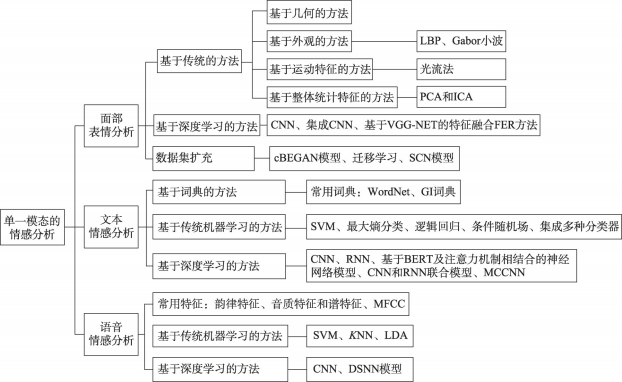 基于几何的方法
基于外观的方法
LBP、Gabor小波
基于传统的方法
基于运动特征的方法
光流法
基于整体统计特征的方法
PCA和ICA
面部
表情分析
基于深度学习的方法
CNN、集成CNN、基于VGG-NET的特征融合FER方法
数据集扩充
cBEGAN模型、迁移学习、SCN模型
单一模态的
情感分析
文本
情感分析
基于词典的方法
常用词典：WordNet、GI词典
基于传统机器学习的方法
SVM、最大熵分类、逻辑回归、条件随机场、集成多种分类器
基于深度学习的方法
CNN、RNN、基于BERT及注意力机制相结合的神经
网络模型、CNN和RNN联合模型、MCCNN
语音
情感分析
常用特征：韵律特征、音质特征和谱特征、MFCC
基于传统机器学习的方法
SVM、KNN、LDA
基于深度学习的方法
CNN、DSNN模型